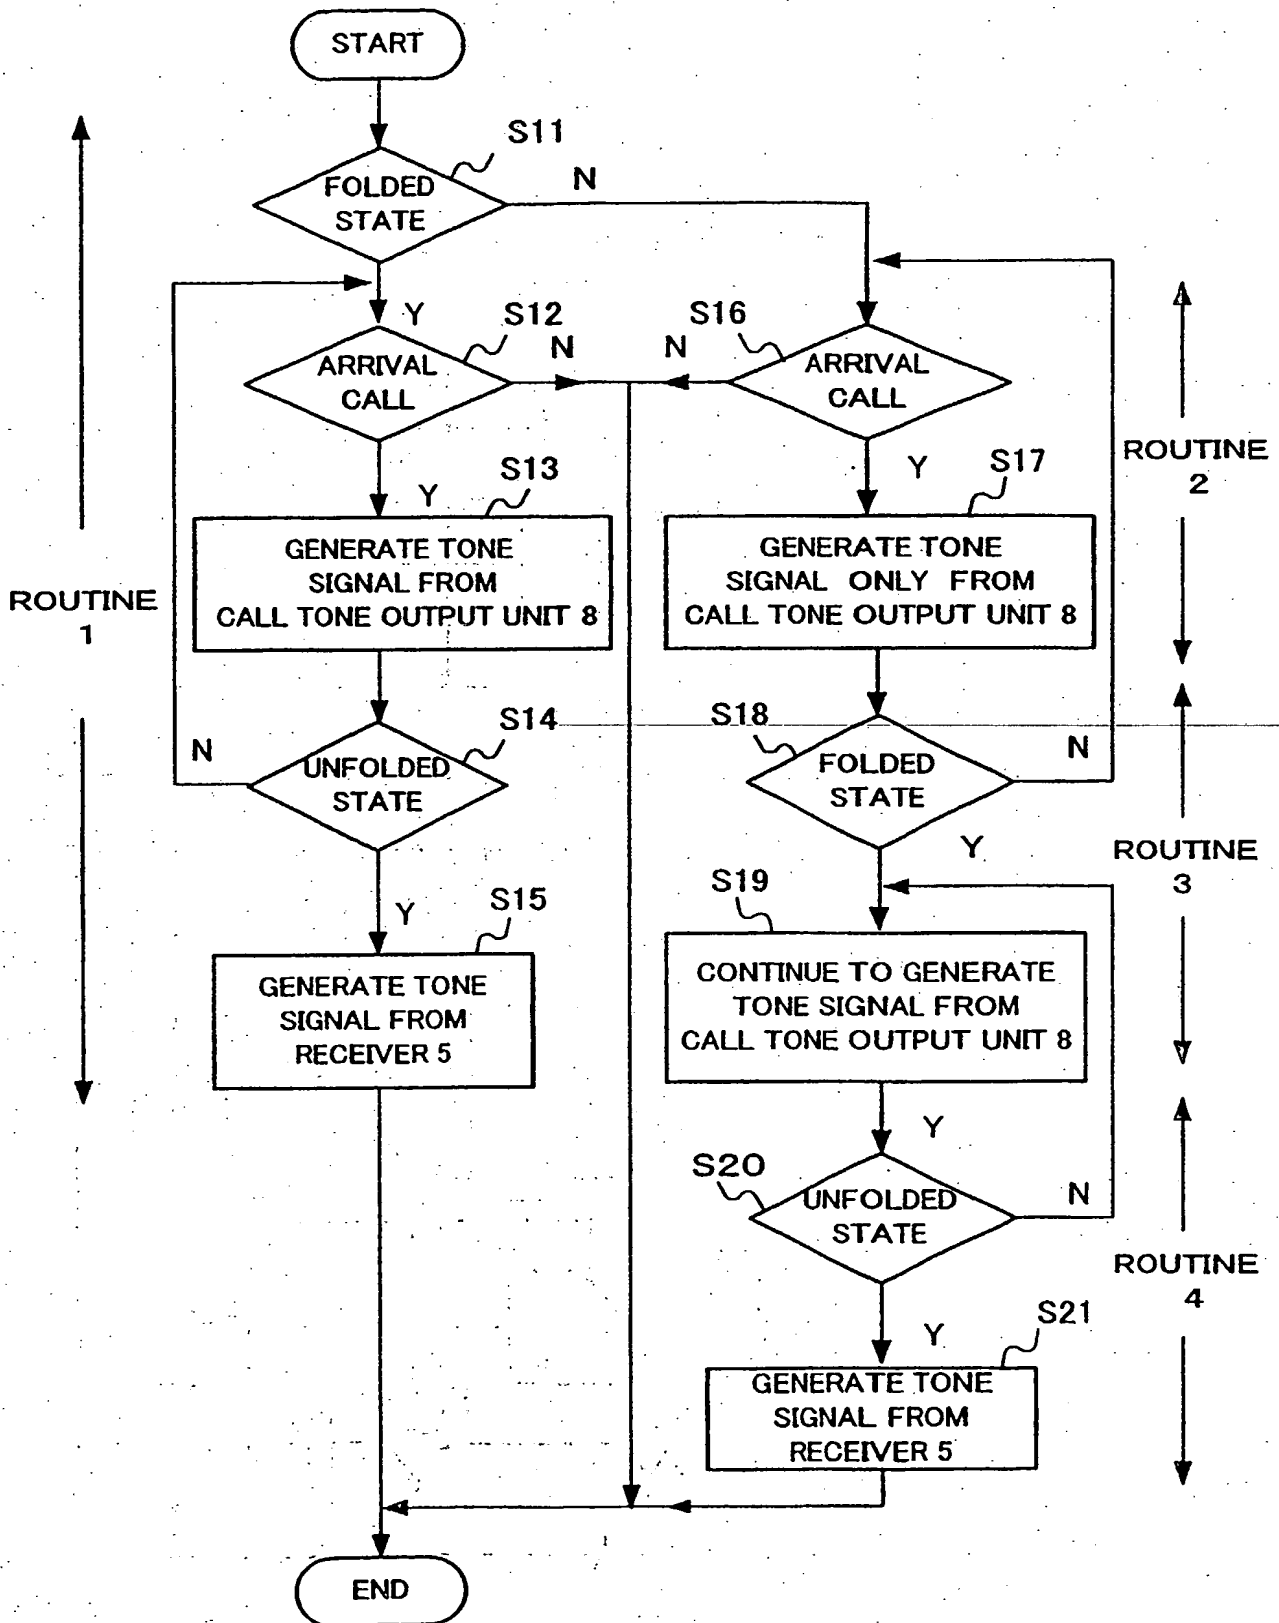 START
S11
FOLDED
STATE
N
Y
S12
N
ARRIVAL
CALL
S16
N
ARRIVAL
CALL
Y
S13
GENERATE TONE
SIGNAL FROM
CALL TONE OUTPUT UNIT 8
Y
S17
GENERATE TONE
SIGNAL ONLY FROM
CALL TONE OUTPUT UNIT 8
ROUTINE
1
ROUTINE
2
S14
N
UNFOLDED
STATE
S18
FOLDED
STATE
N
Y
Y
ROUTINE
3
S15
GENERATE TONE
SIGNAL FROM
RECEIVER 5
S19
CONTINUE TO GENERATE
TONE SIGNAL FROM
CALL TONE OUTPUT UNIT 8
Y
S20
UNFOLDED
STATE
N
ROUTINE
4
Y
S21
GENERATE TONE
SIGNAL FROM
RECEIVER 5
END